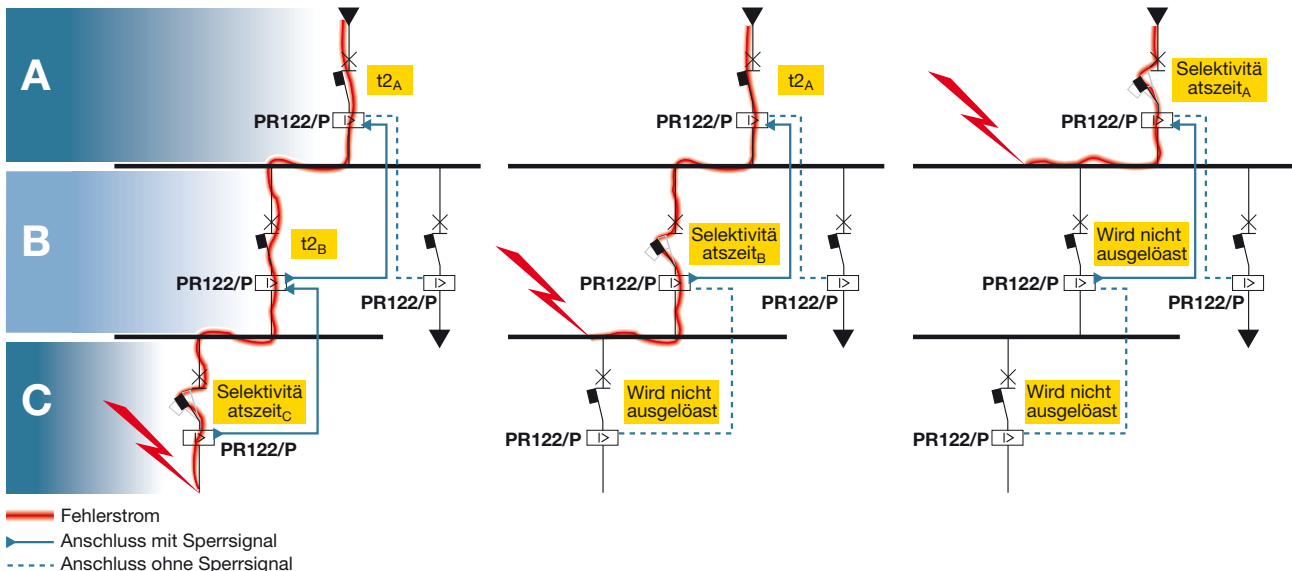 A
t2A
PR122/P
t2A
PR122/P
Selektivitä
atszeitA
PR122/P
B
t2B
PR122/P
PR122/P
Selektivitä
atszeitB
PR122/P
PR122/P
Wird nicht
ausgelöast
PR122/P
PR122/P
C
Selektivitä
atszeitC
PR122/P
Wird nicht
ausgelöast
PR122/P
Wird nicht
ausgelöast
PR122/P
Fehlerstrom
Anschluss mit Sperrsignal
Anschluss ohne Sperrsignal